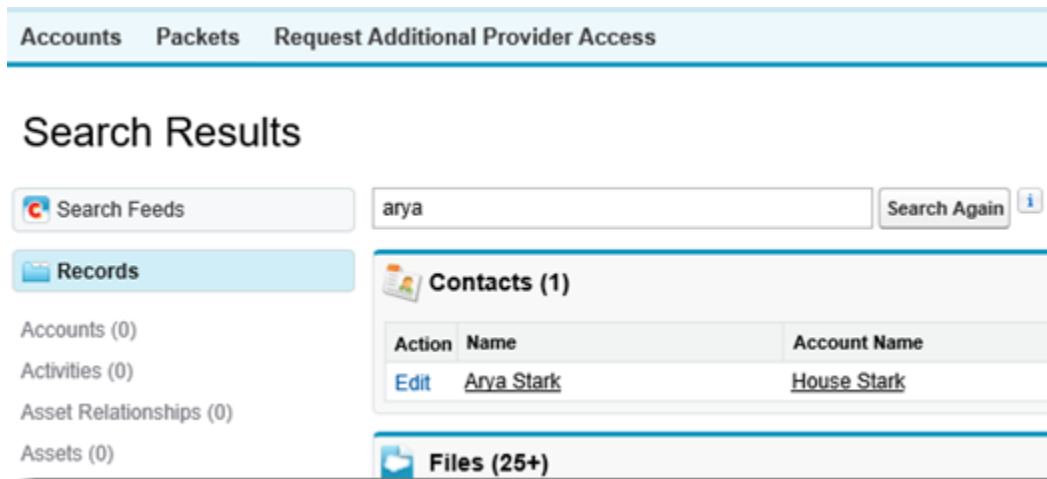 Accounts Packets Request Additional Provider Access
Search Results
Search Feeds
arya
Search Again
i
Records
Contacts (1)
Accounts (0)
Activities (0)
Asset Relationships (0)
Assets (0)
Action Name Account Name
Edit Arya Stark House Stark
Files (25+)